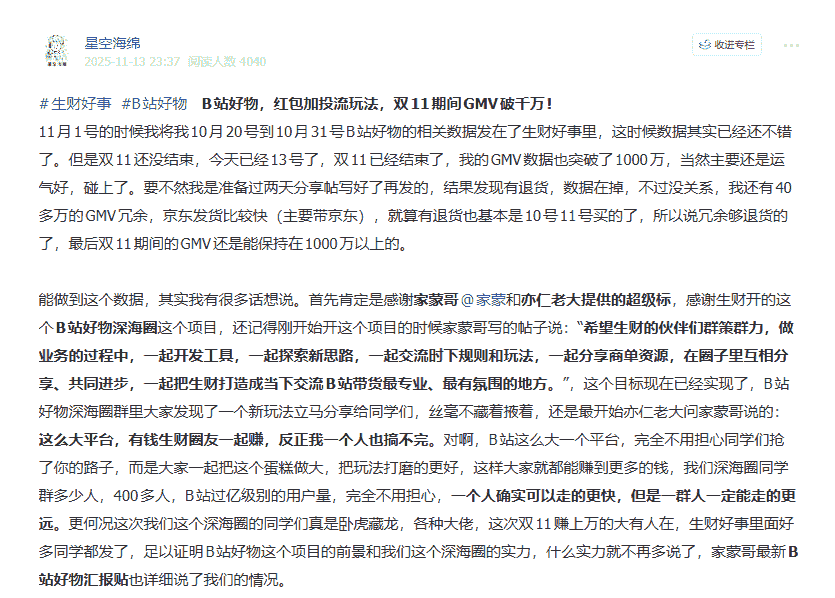 星空海绵
2025-11-13 23:37 阅读人数 4040
收进专栏
#生财好事 #B站好物 B站好物，红包加投流玩法，双11期间GMV破千万！
11月1号的时候我将我10月20号到10月31号B站好物的相关数据发在了生财好事里，这时候数据其实已经还不错
了。但是双11还没结束，今天已经13号了，双11已经结束了，我的GMV数据也突破了1000万，当然主要还是运
气好，碰上了。要不然我是准备过两天分享帖写好了再发的，结果发现有退货，数据在掉，不过没关系，我还有40
多万的GMV冗余，京东发货比较快（主要带京东），就算有退货也基本是10号11号买的了，所以说冗余够退货的
了，最后双11期间的GMV还是能保持在1000万以上的。
能做到这个数据，其实我有很多话想说。首先肯定是感谢家蒙哥@家蒙和亦仁老大提供的超级标，感谢生财开的这
个B站好物深海圈这个项目，还记得刚开始开这个项目的时候家蒙哥写的帖子说：“希望生财的伙伴们群策群力，做
业务的过程中，一起开发工具，一起探索新思路，一起交流时下规则和玩法，一起分享商单资源，在圈子里互相分
享、共同进步，一起把生财打造成当下交流B站带货最专业、最有氛围的地方。”，这个目标现在已经实现了，B站
好物深海圈群里大家发现了一个新玩法立马分享给同学们，丝毫不藏着掖着，还是最开始亦仁老大问家蒙哥说的：
这么大平台，有钱生财圈友一起赚，反正我一个人也搞不完。对啊，B站这么大一个平台，完全不用担心同学们抢
了你的路子，而是大家一起把这个蛋糕做大，把玩法打磨的更好，这样大家就都能赚到更多的钱，我们深海圈同学
群多少人，400多人，B站过亿级别的用户量，完全不用担心，一个人确实可以走的更快，但是一群人一定能走的更
远。更何况这次我们这个深海圈的同学们真是卧虎藏龙，各种大佬，这次双11赚上万的大有人在，生财好事里面好
多同学都发了，足以证明B站好物这个项目的前景和我们这个深海圈的实力，什么实力就不再多说了，家蒙哥最新B
站好物汇报贴也详细说了我们的情况。